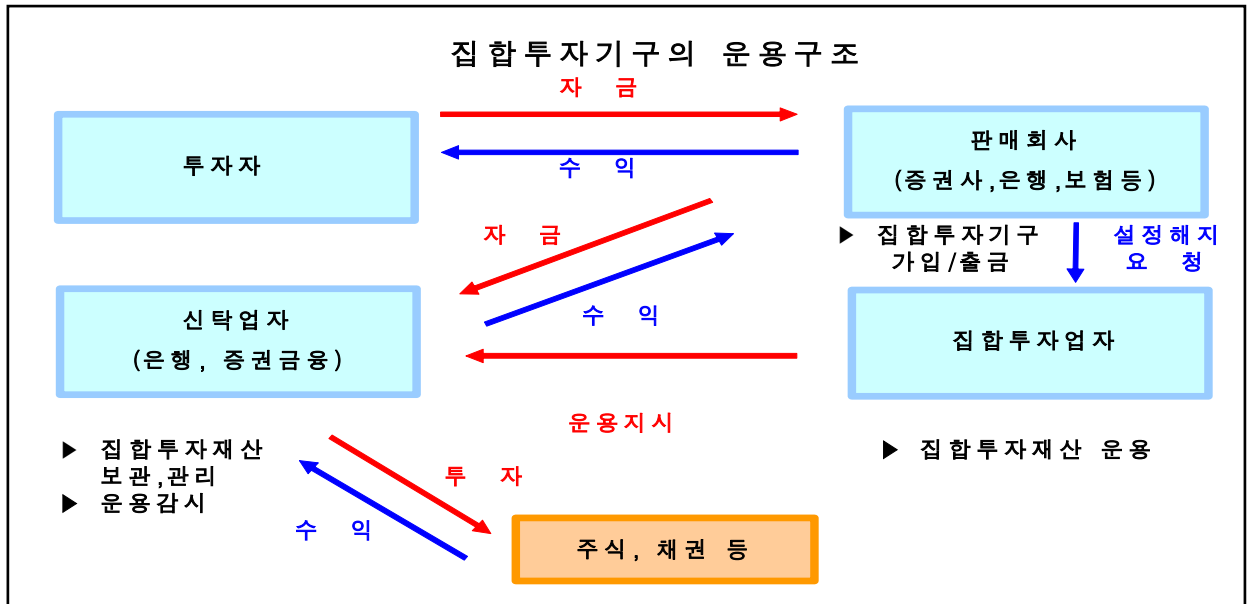 집합투자기구의 운용구조
자 금
투자자
수 익
판매회사
(증권사,은행,보험등)
자 금
▶ 집합투자기구
가입/출금
설정해지
요 청
신탁업자
(은행, 증권금융)
수 익
집합투자업자
운용지시
▶ 집합투자재산
보관,관리
▶ 운용감시
▶ 집합투자재산 운용
투 자
수 익
주식, 채권 등